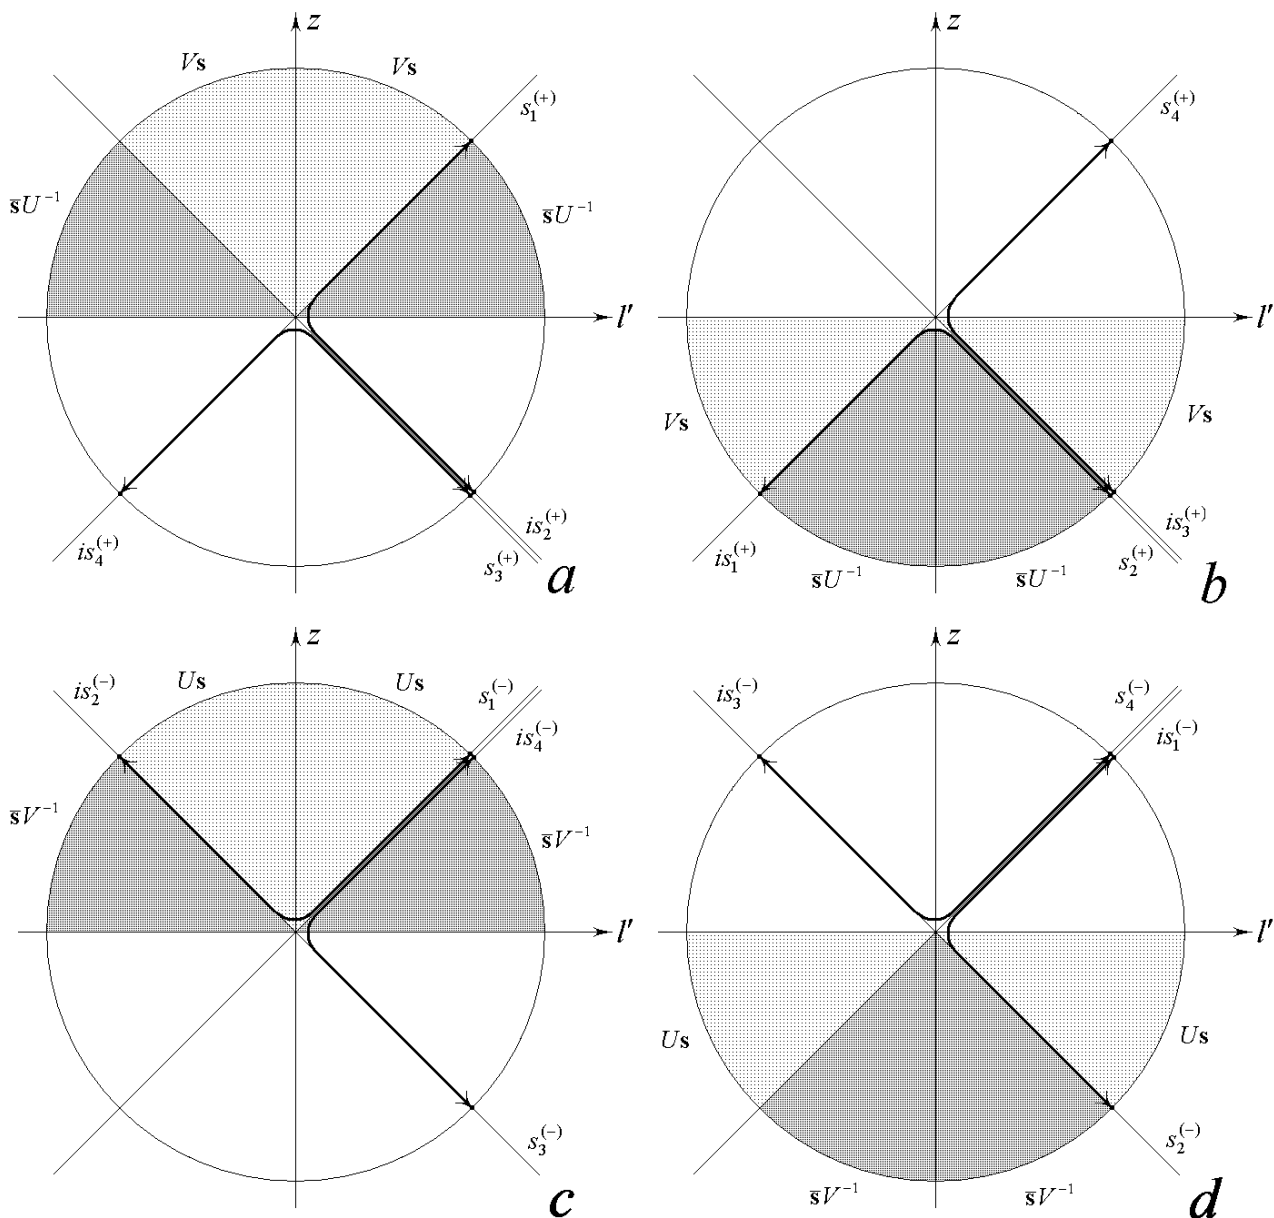 z
Vs Vs
s₁⁽⁺⁾
s̄U⁻¹ s̄U⁻¹
l′
is₂⁽⁺⁾
is₄⁽⁺⁾ s₃⁽⁺⁾
a
z
s₄⁽⁺⁾
l′
Vs Vs
is₃⁽⁺⁾
is₁⁽⁺⁾ s₂⁽⁺⁾
s̄U⁻¹ s̄U⁻¹
b
z
is₂⁽⁻⁾ Us Us s₁⁽⁻⁾
is₄⁽⁻⁾
s̄V⁻¹ s̄V⁻¹
l′
s₃⁽⁻⁾
c
z
is₃⁽⁻⁾ s₄⁽⁻⁾
is₁⁽⁻⁾
l′
Us Us
s₂⁽⁻⁾
s̄V⁻¹ s̄V⁻¹
d